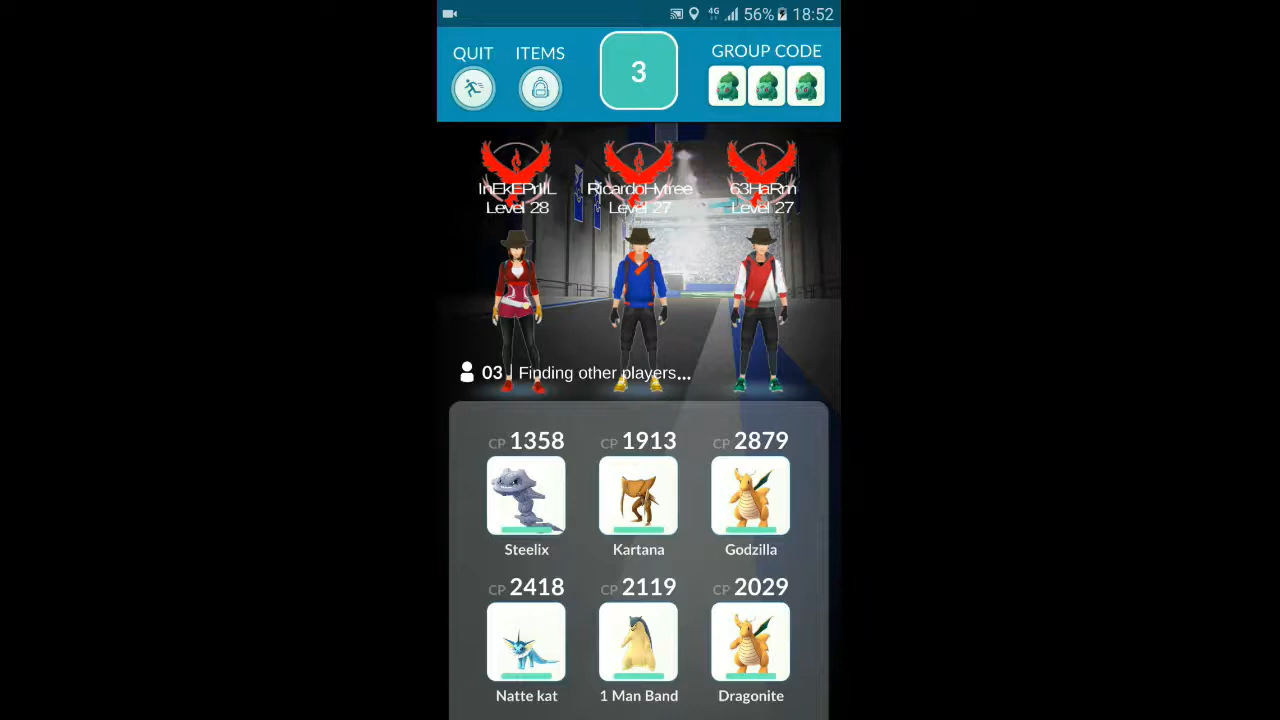 4G 56% 18:52
QUIT ITEMS 3 GROUP CODE
InEkEPrIIL RicardoHytree 63HaRm
Level 28 Level 27 Level 27
03 | Finding other players...
CP 1358 CP 1913 CP 2879
Steelix Kartana Godzilla
CP 2418 CP 2119 CP 2029
Natte kat 1 Man Band Dragonite